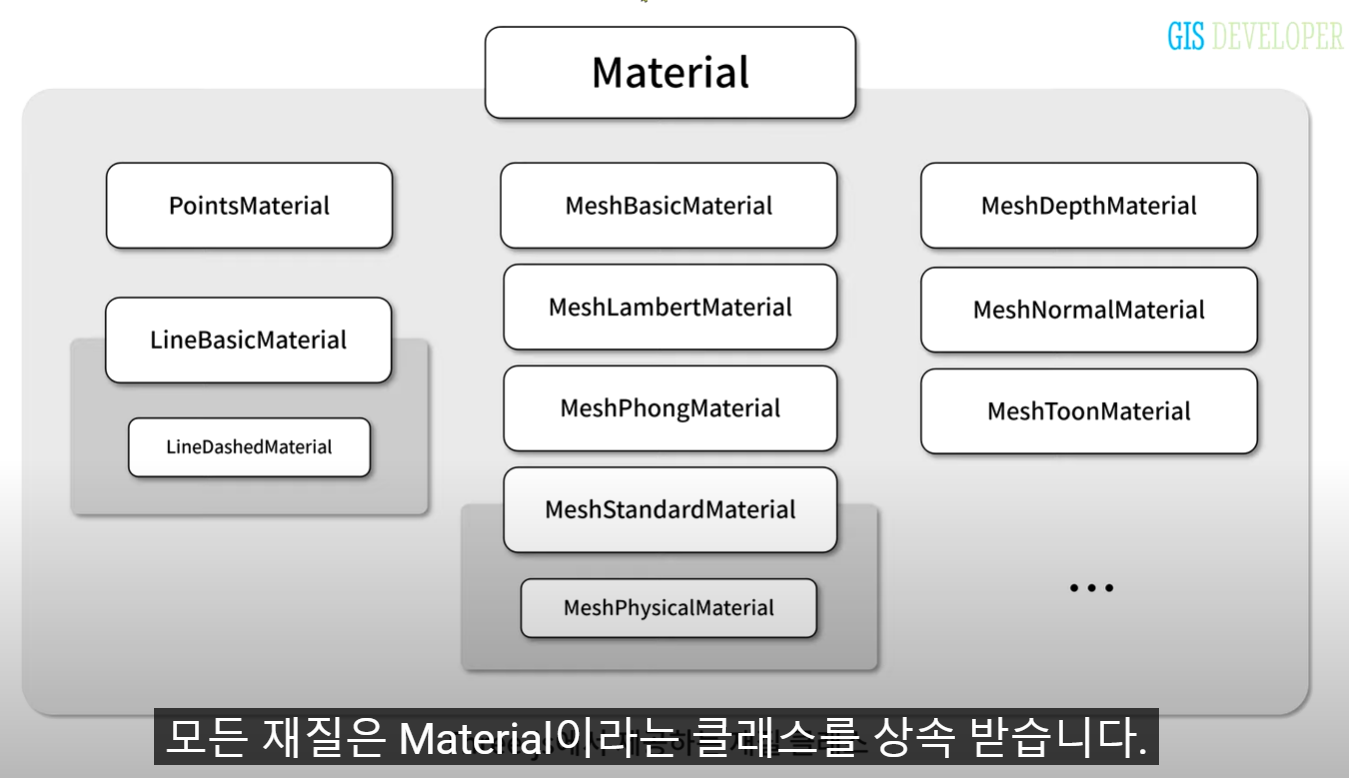 GIS DEVELOPER
Material
PointsMaterial
LineBasicMaterial
LineDashedMaterial
MeshBasicMaterial
MeshLambertMaterial
MeshPhongMaterial
MeshStandardMaterial
MeshPhysicalMaterial
MeshDepthMaterial
MeshNormalMaterial
MeshToonMaterial
...
모든 재질은 Material이라는 클래스를 상속 받습니다.